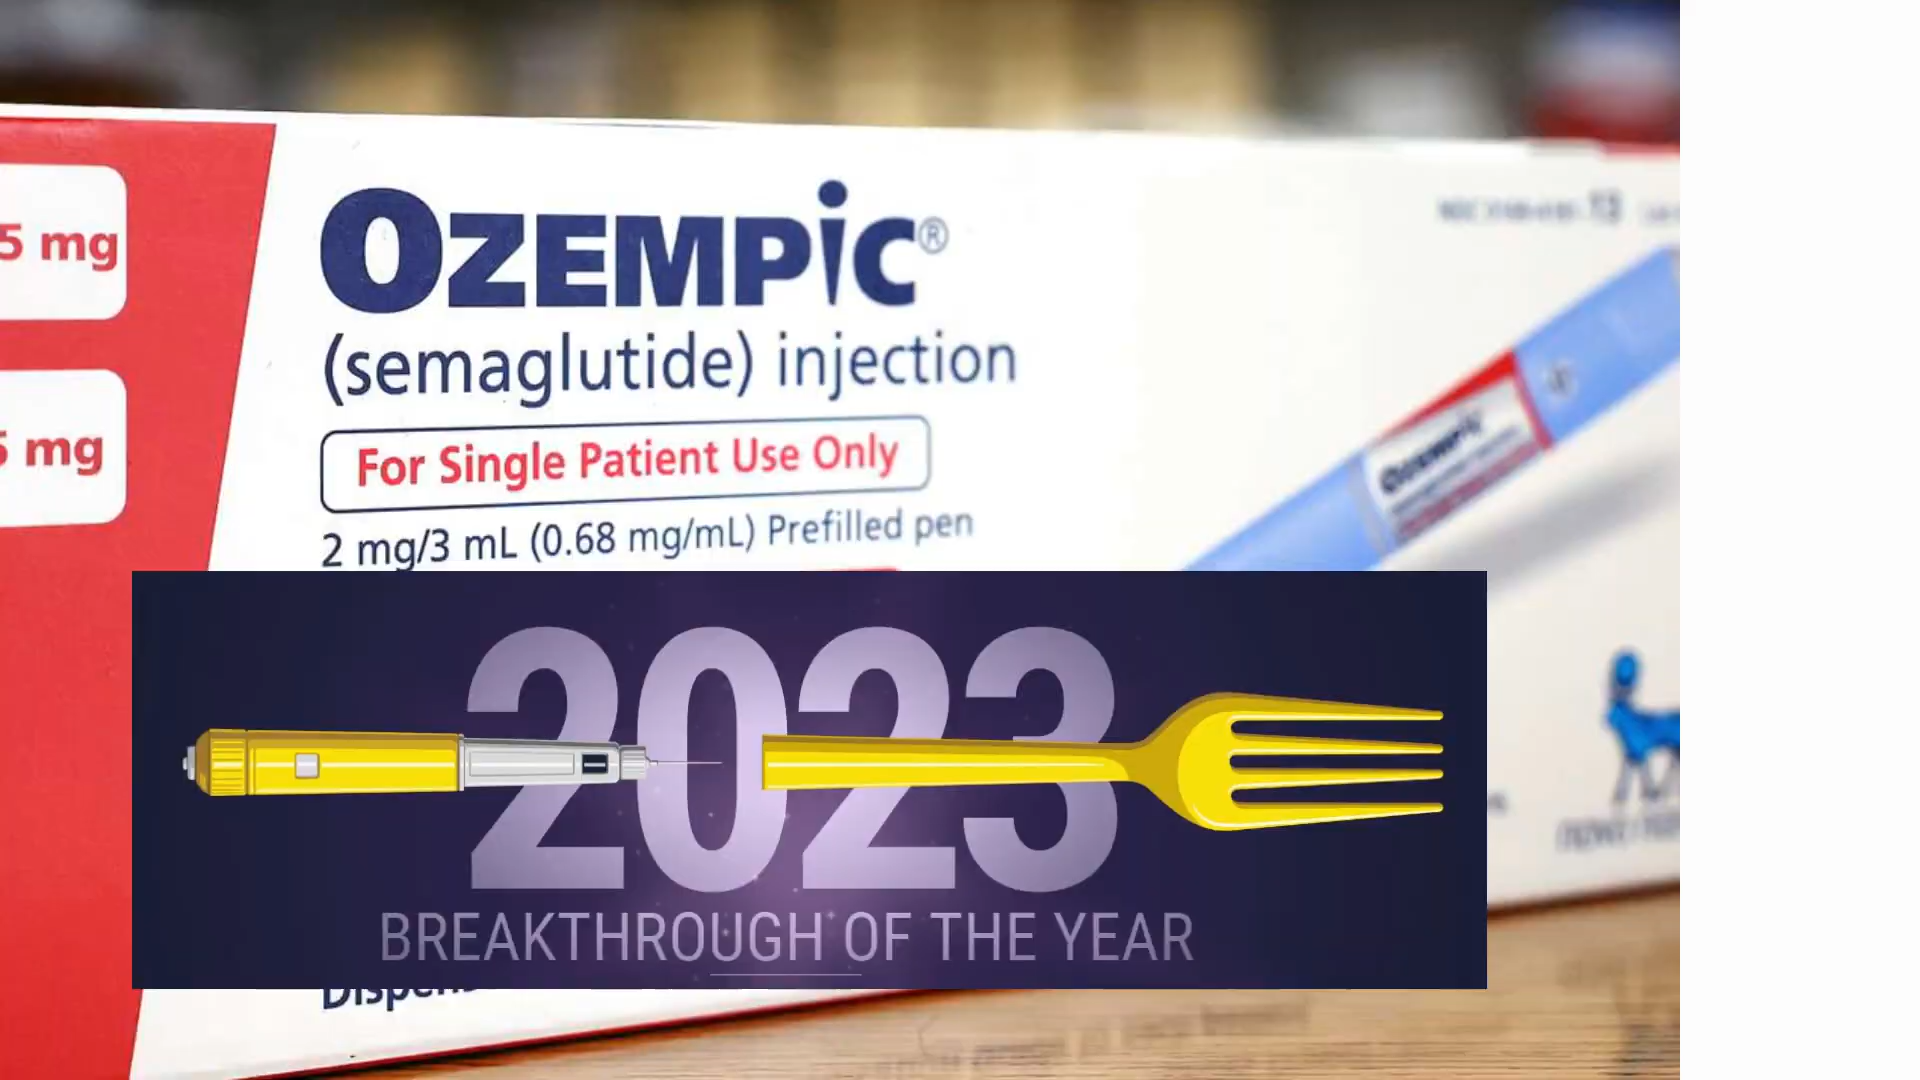 5 mg
5 mg
OZEMPIC®
(semaglutide) injection
For Single Patient Use Only
2 mg/3 mL (0.68 mg/mL) Prefilled pen
OZEMPIC
2023
BREAKTHROUGH OF THE YEAR